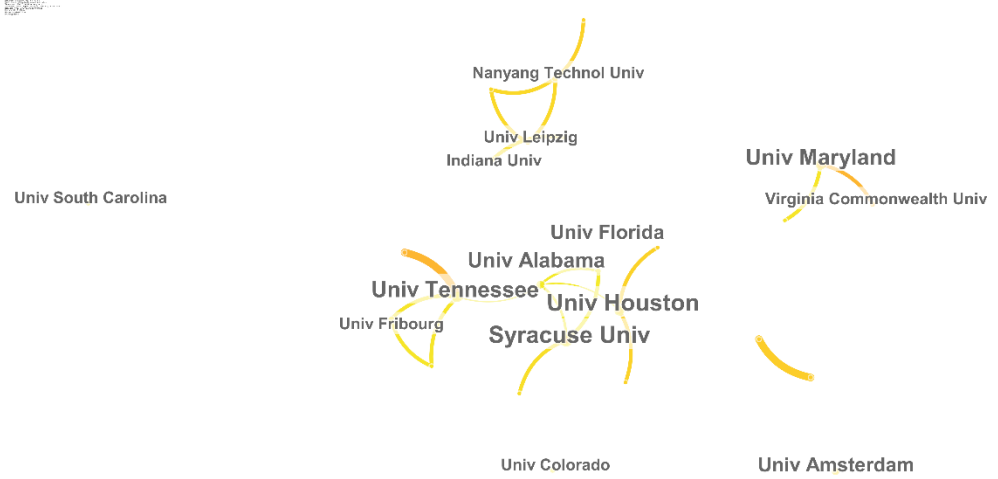 Nanyang Technol Univ
Univ Leipzig
Indiana Univ
Univ Maryland
Univ South Carolina
Virginia Commonwealth Univ
Univ Florida
Univ Alabama
Univ Tennessee
Univ Houston
Univ Fribourg
Syracuse Univ
Univ Colorado
Univ Amsterdam